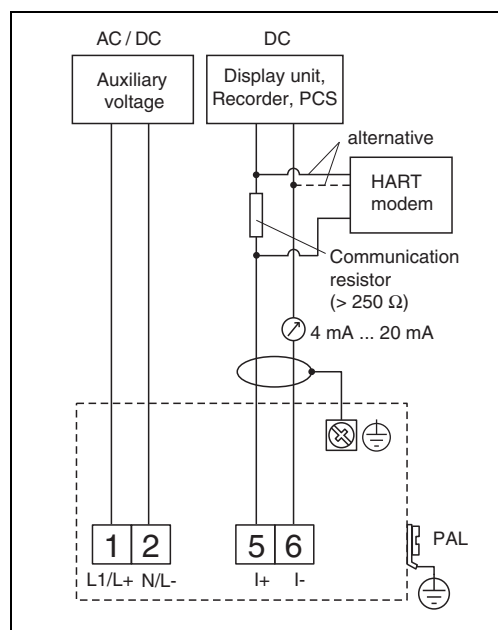 AC / DC
DC
Auxiliary
voltage
Display unit,
Recorder, PCS
alternative
HART
modem
Communication
resistor
(> 250 Ω)
4 mA ... 20 mA
1 2
5 6
PAL
L1/L+ N/L-
I+ I-